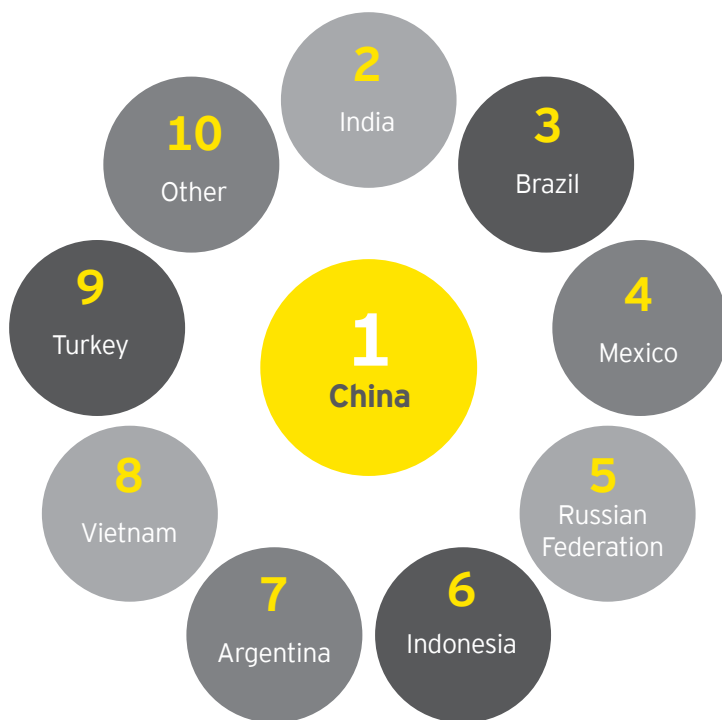 1
China
2
India
3
Brazil
4
Mexico
5
Russian
Federation
6
Indonesia
7
Argentina
8
Vietnam
9
Turkey
10
Other